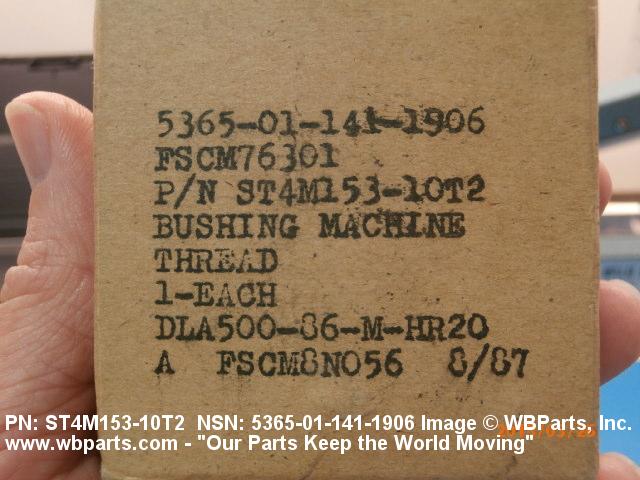 5365-01-141-1906
FSCM76301
P/N ST4M153-10T2
BUSHING MACHINE
THREAD
1-EACH
DLA500-86-M-HR20
A FSCM8N056 8/87
PN: ST4M153-10T2 NSN: 5365-01-141-1906 Image © WBParts, Inc.
www.wbparts.com - "Our Parts Keep the World Moving"